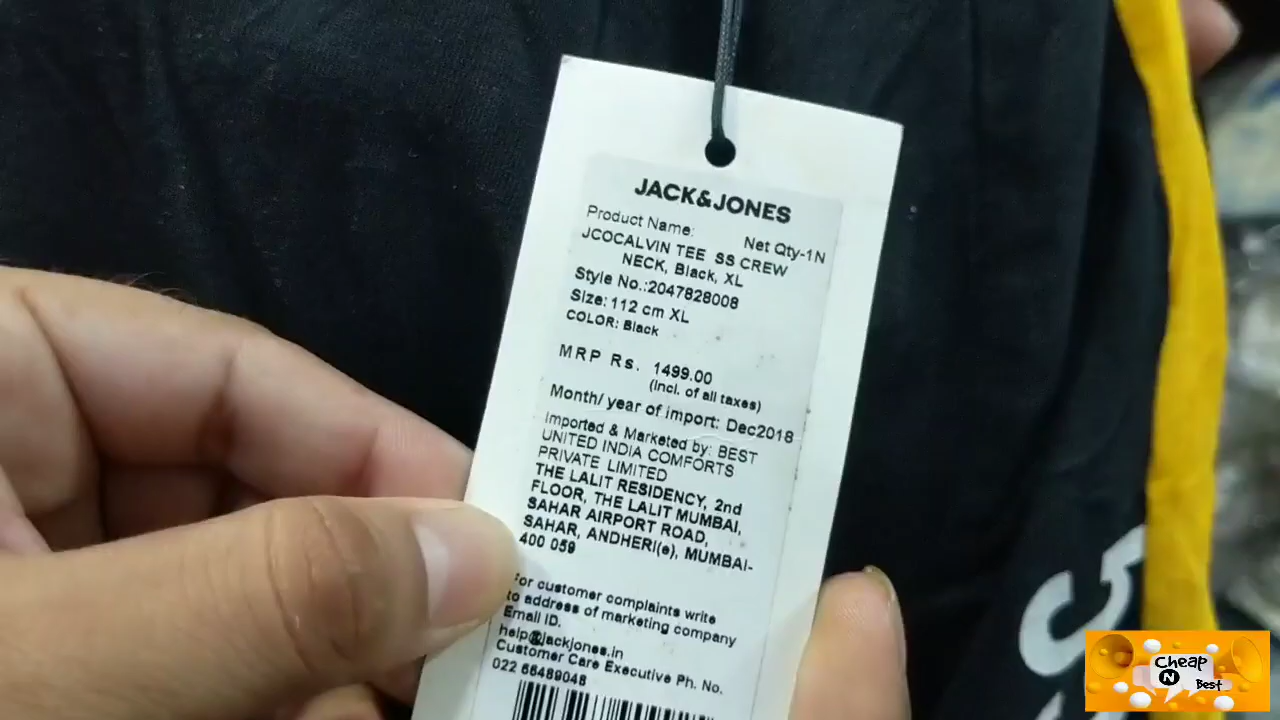 JACK&JONES
Product Name:
Net Qty-1N
JCOCALVIN TEE SS CREW
NECK, Black, XL
Style No.:2047828008
Size: 112 cm XL
COLOR: Black
MRP Rs. 1499.00
(Incl. of all taxes)
Month/ year of import: Dec2018
Imported & Marketed by: BEST
UNITED INDIA COMFORTS
PRIVATE LIMITED
THE LALIT RESIDENCY, 2nd
FLOOR, THE LALIT MUMBAI,
SAHAR AIRPORT ROAD,
SAHAR, ANDHERI(e), MUMBAI-
400 059
For customer complaints write
to address of marketing company
Email ID.
help@jackjones.in
Customer Care Executive Ph. No.
022 66489048
Cheap
N
Best